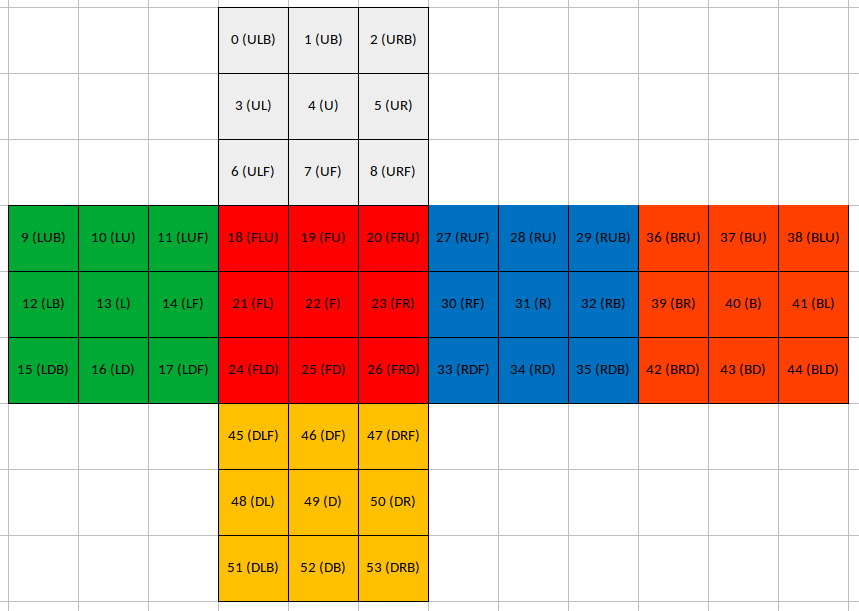 0 (ULB) 1 (UB) 2 (URB)
3 (UL) 4 (U) 5 (UR)
6 (ULF) 7 (UF) 8 (URF)
9 (LUB) 10 (LU) 11 (LUF) 18 (FLU) 19 (FU) 20 (FRU) 27 (RUF) 28 (RU) 29 (RUB) 36 (BRU) 37 (BU) 38 (BLU)
12 (LB) 13 (L) 14 (LF) 21 (FL) 22 (F) 23 (FR) 30 (RF) 31 (R) 32 (RB) 39 (BR) 40 (B) 41 (BL)
15 (LDB) 16 (LD) 17 (LDF) 24 (FLD) 25 (FD) 26 (FRD) 33 (RDF) 34 (RD) 35 (RDB) 42 (BRD) 43 (BD) 44 (BLD)
45 (DLF) 46 (DF) 47 (DRF)
48 (DL) 49 (D) 50 (DR)
51 (DLB) 52 (DB) 53 (DRB)